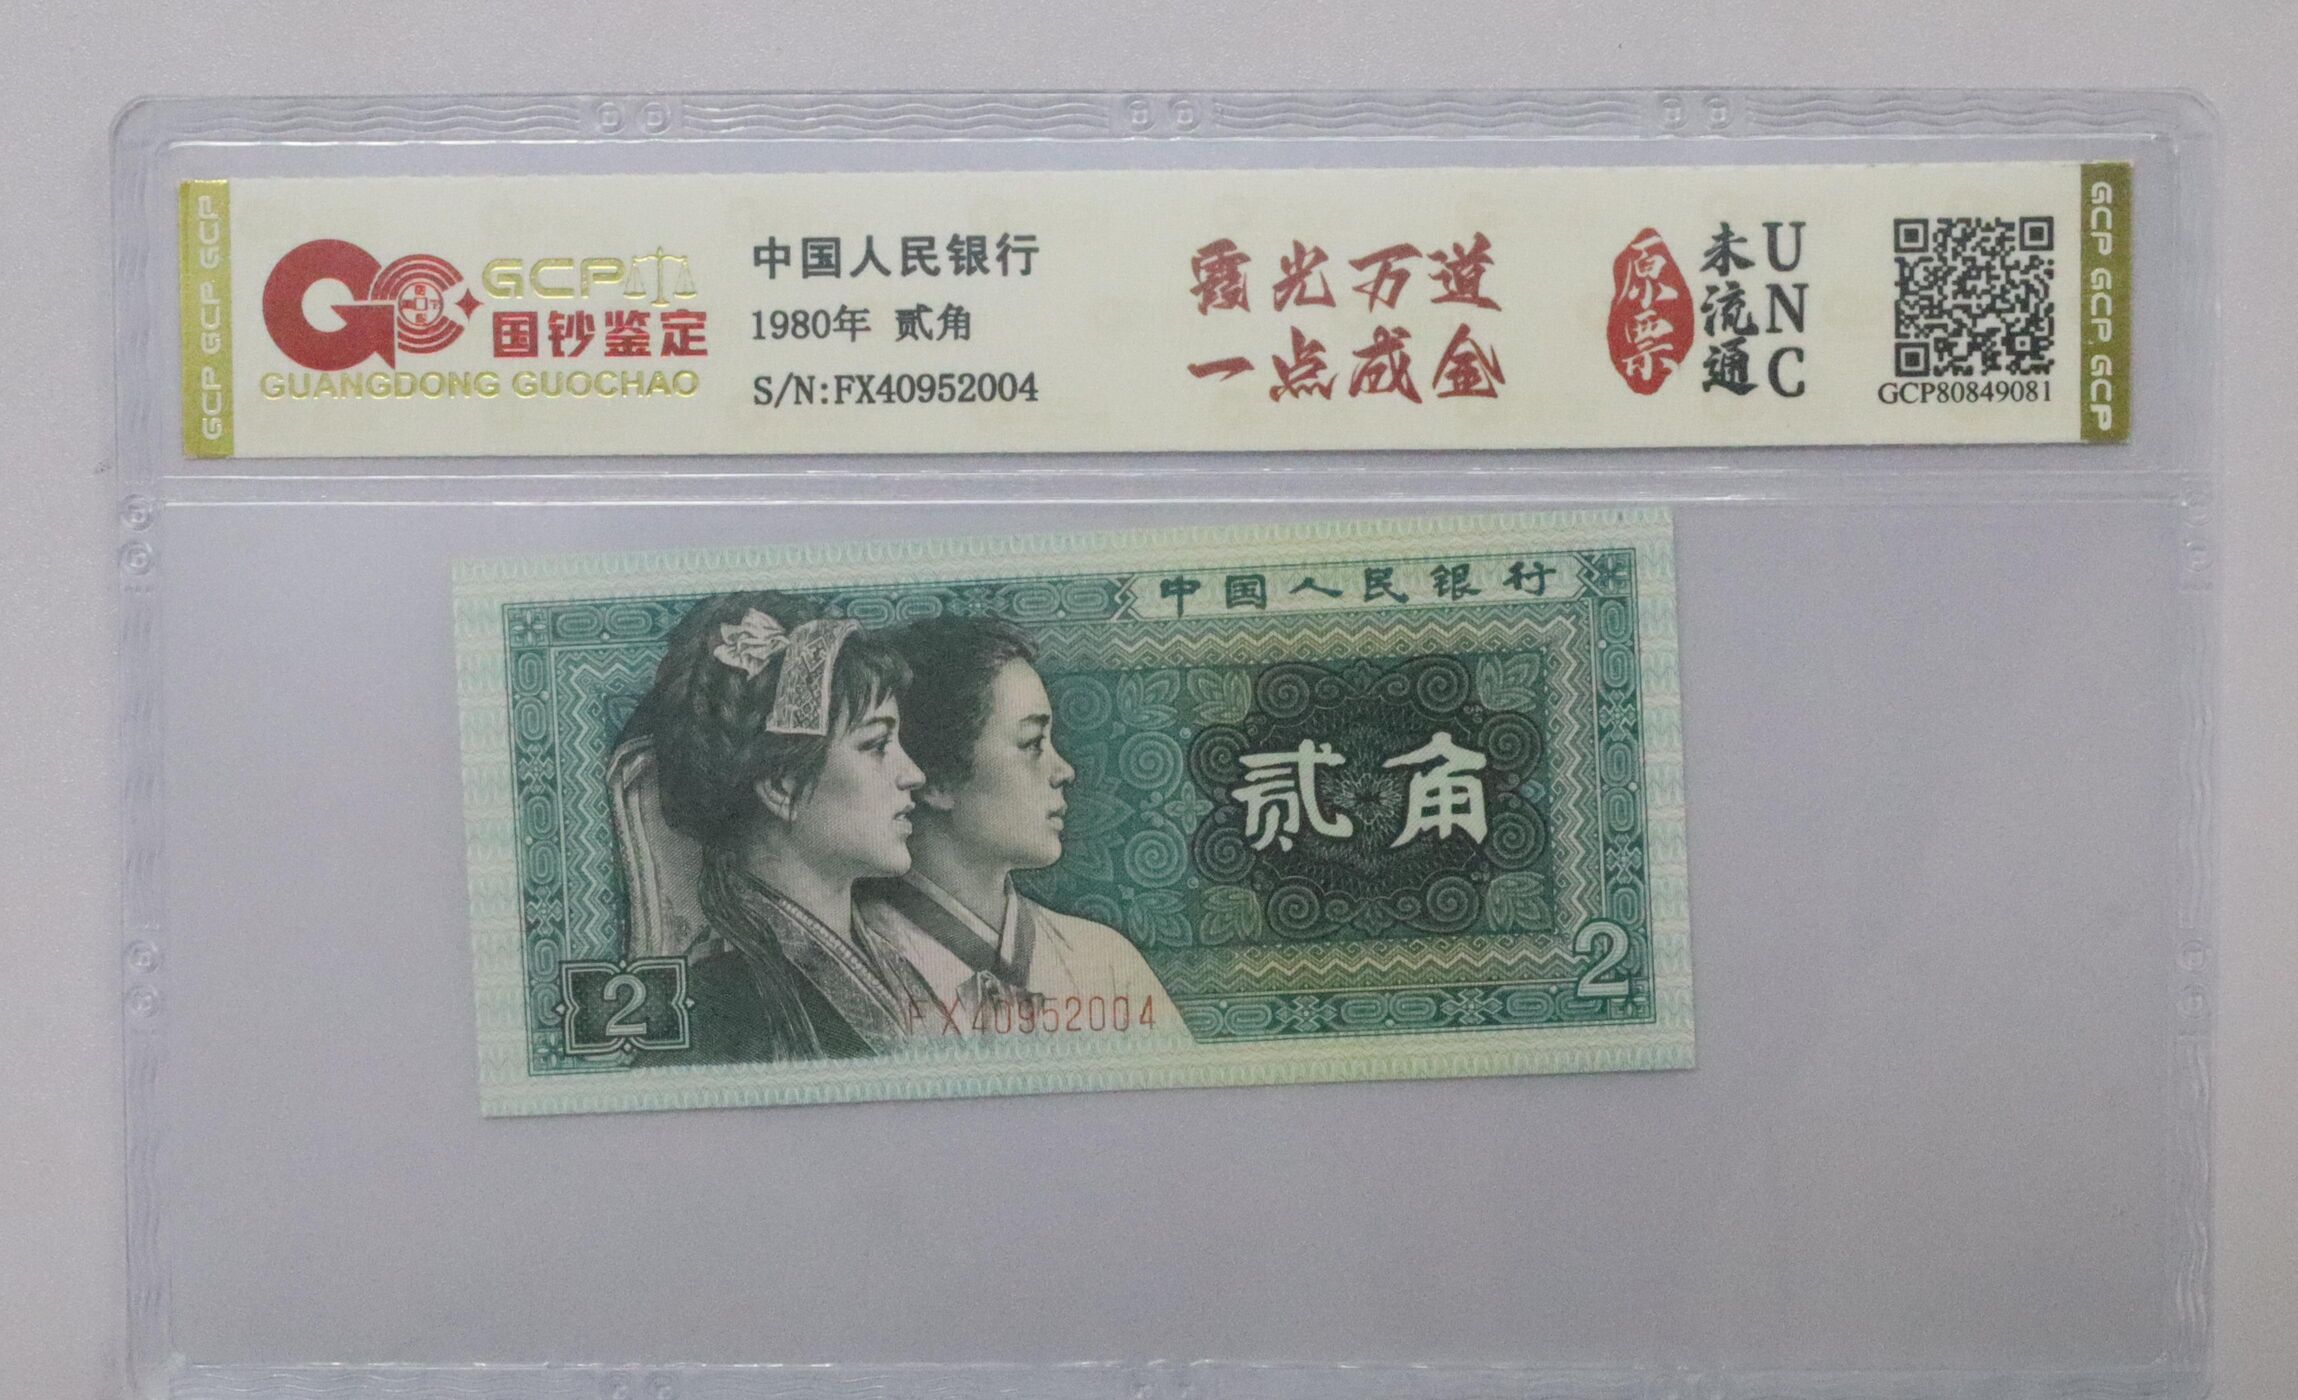 GCP
国钞鉴定
GUANGDONG GUOCHAO
中国人民银行
1980年 贰角
S/N:FX40952004
霞光万道
一点成金
原票
未流通
UNC
GCP80849081
GCP GCP GCP GCP
GCP GCP GCP GCP
中国人民银行
贰角
2
2
FX40952004